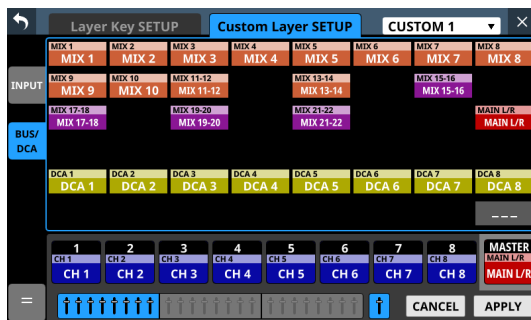 Layer Key SETUP Custom Layer SETUP CUSTOM 1
MIX 1 MIX 2 MIX 3 MIX 4 MIX 5 MIX 6 MIX 7 MIX 8
MIX 1 MIX 2 MIX 3 MIX 4 MIX 5 MIX 6 MIX 7 MIX 8
INPUT
MIX 9 MIX 10 MIX 11-12 MIX 13-14 MIX 15-16
MIX 9 MIX 10 MIX 11-12 MIX 13-14 MIX 15-16
MIX 17-18 MIX 19-20 MIX 21-22 MAIN L/R
MIX 17-18 MIX 19-20 MIX 21-22 MAIN L/R
BUS/
DCA
DCA 1 DCA 2 DCA 3 DCA 4 DCA 5 DCA 6 DCA 7 DCA 8
DCA 1 DCA 2 DCA 3 DCA 4 DCA 5 DCA 6 DCA 7 DCA 8
---
1 2 3 4 5 6 7 8 MASTER
CH 1 CH 2 CH 3 CH 4 CH 5 CH 6 CH 7 CH 8 MAIN L/R
CH 1 CH 2 CH 3 CH 4 CH 5 CH 6 CH 7 CH 8 MAIN L/R
CANCEL APPLY